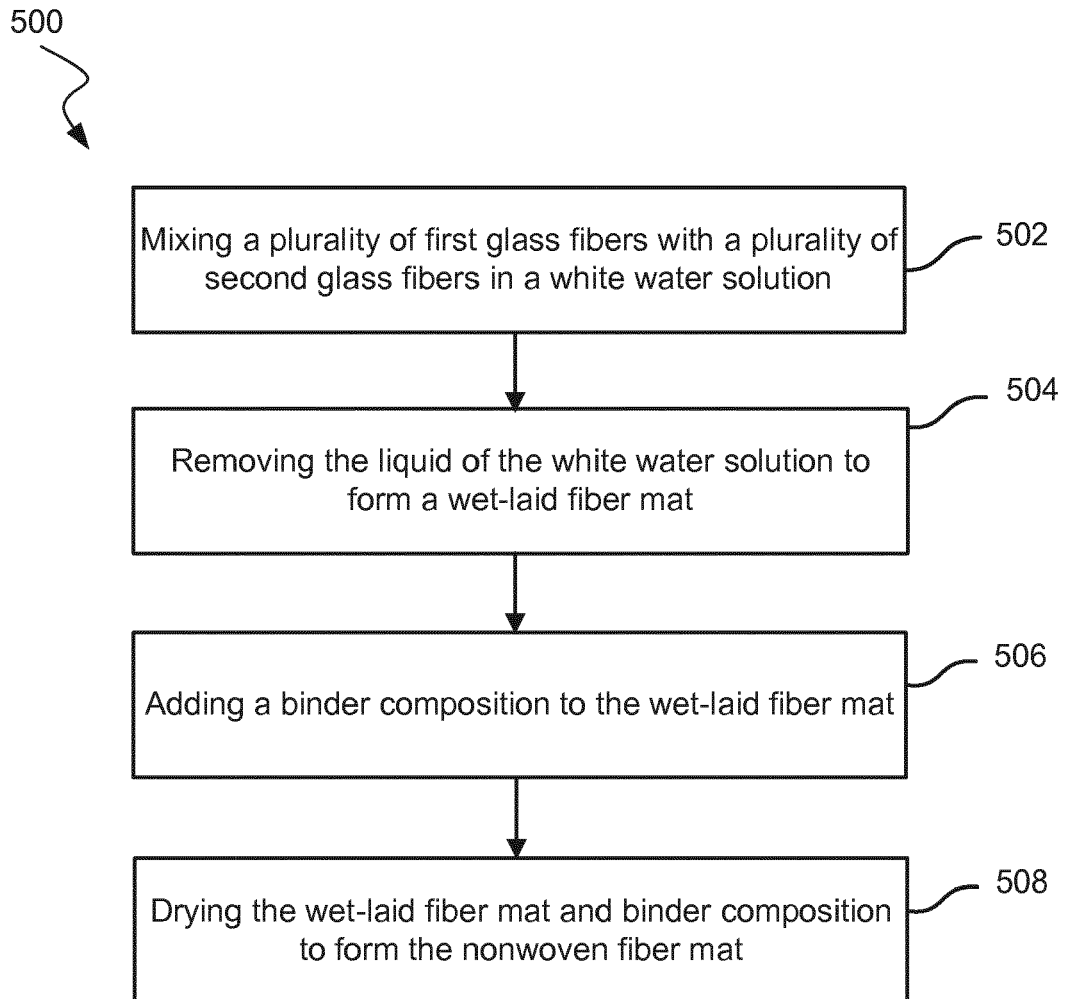 500
Mixing a plurality of first glass fibers with a plurality of
second glass fibers in a white water solution
502
Removing the liquid of the white water solution to
form a wet-laid fiber mat
504
Adding a binder composition to the wet-laid fiber mat
506
Drying the wet-laid fiber mat and binder composition
to form the nonwoven fiber mat
508